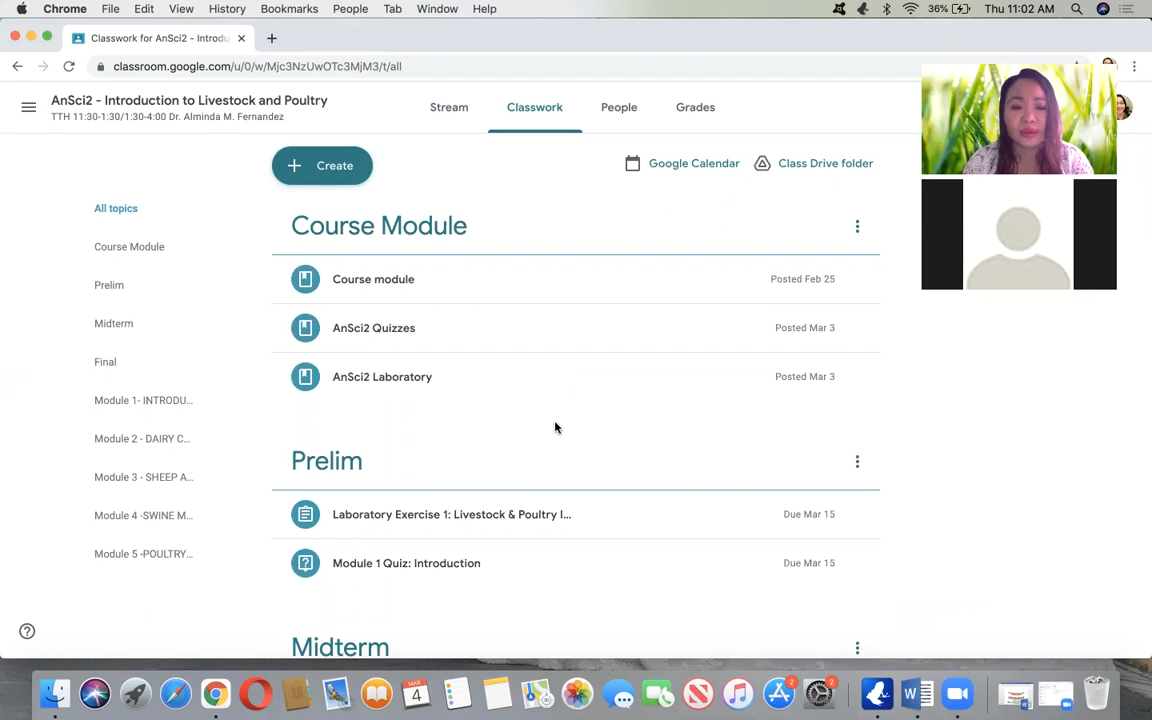 Chrome File Edit View History Bookmarks People Tab Window Help 36% Thu 11:02 AM
Classwork for AnSci2 - Introdu
classroom.google.com/u/0/w/Mjc3NzUwOTc3MjM3/t/all
AnSci2 - Introduction to Livestock and Poultry
TTH 11:30-1:30/1:30-4:00 Dr. Alminda M. Fernandez
Stream Classwork People Grades
Create
Google Calendar Class Drive folder
All topics
Course Module
Prelim
Midterm
Final
Module 1- INTRODU...
Module 2 - DAIRY C...
Module 3 - SHEEP A...
Module 4 -SWINE M...
Module 5 -POULTRY...
Course Module
Course module Posted Feb 25
AnSci2 Quizzes Posted Mar 3
AnSci2 Laboratory Posted Mar 3
Prelim
Laboratory Exercise 1: Livestock & Poultry I... Due Mar 15
Module 1 Quiz: Introduction Due Mar 15
Midterm
MAR
4
2
2